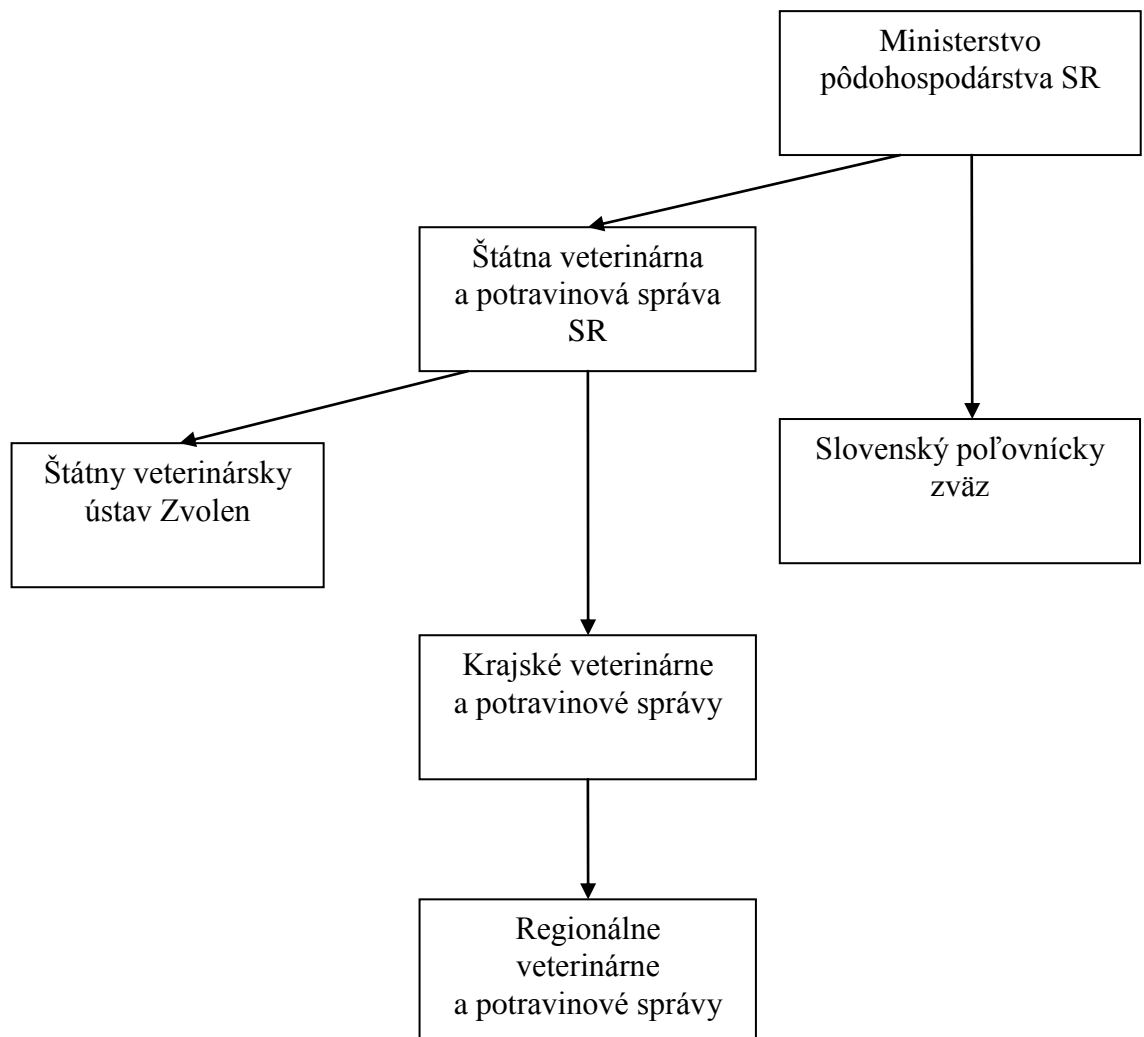 Ministerstvo
pôdohospodárstva SR
Štátna veterinárna
a potravinová správa
SR
Štátny veterinársky
ústav Zvolen
Slovenský poľovnícky
zväz
Krajské veterinárne
a potravinové správy
Regionálne
veterinárne
a potravinové správy